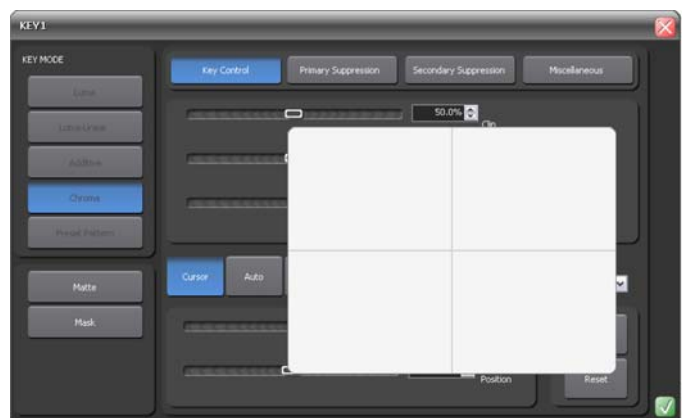 KEY1
KEY MODE
Key Control
Primary Suppression
Secondary Suppression
Miscellaneous
Luma
Luma Linear
Additive
Chroma
Preset Pattern
50.0%
Clip
Cursor
Auto
Matte
Mask
Position
Reset